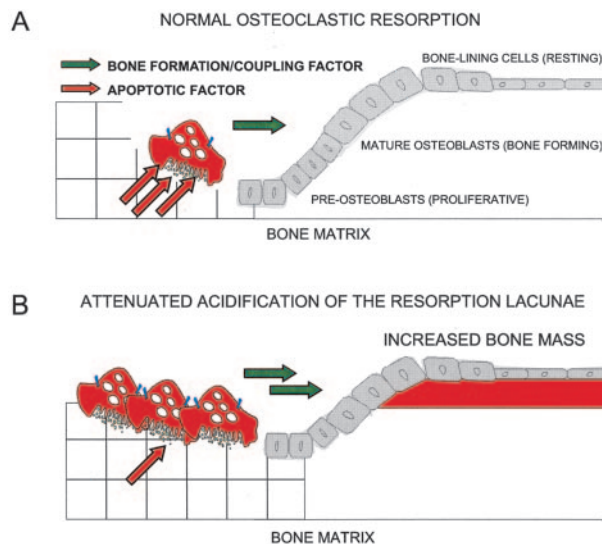 A
NORMAL OSTEOCLASTIC RESORPTION
BONE-LINING CELLS (RESTING)
BONE FORMATION/COUPLING FACTOR
APOPTOTIC FACTOR
MATURE OSTEOBLASTS (BONE FORMING)
PRE-OSTEOBLASTS (PROLIFERATIVE)
BONE MATRIX
B
ATTENUATED ACIDIFICATION OF THE RESORPTION LACUNAE
INCREASED BONE MASS
BONE MATRIX